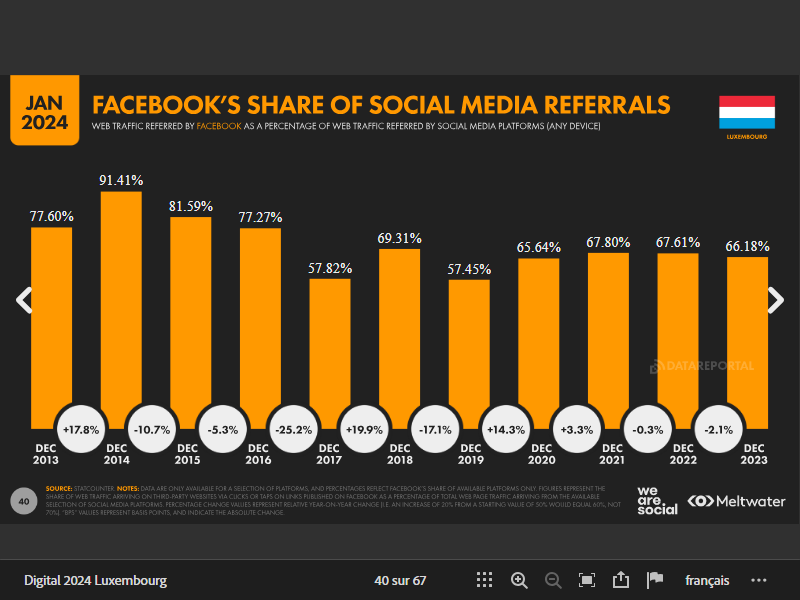 JAN
2024
FACEBOOK'S SHARE OF SOCIAL MEDIA REFERRALS
WEB TRAFFIC REFERRED BY FACEBOOK AS A PERCENTAGE OF WEB TRAFFIC REFERRED BY SOCIAL MEDIA PLATFORMS (ANY DEVICE)
LUXEMBOURG
77.60%
91.41%
81.59%
77.27%
57.82%
69.31%
57.45%
65.64%
67.80%
67.61%
66.18%
DATAREPORTAL
+17.8%
-10.7%
-5.3%
-25.2%
+19.9%
-17.1%
+14.3%
+3.3%
-0.3%
-2.1%
DEC
2013
DEC
2014
DEC
2015
DEC
2016
DEC
2017
DEC
2018
DEC
2019
DEC
2020
DEC
2021
DEC
2022
DEC
2023
40
SOURCE: STATCOUNTER. NOTES: DATA ARE ONLY AVAILABLE FOR A SELECTION OF PLATFORMS, AND PERCENTAGES REFLECT FACEBOOK'S SHARE OF AVAILABLE PLATFORMS ONLY. FIGURES REPRESENT THE
SHARE OF WEB TRAFFIC ARRIVING ON THIRD-PARTY WEBSITES VIA CLICKS OR TAPS ON LINKS PUBLISHED ON FACEBOOK AS A PERCENTAGE OF TOTAL WEB PAGE TRAFFIC ARRIVING FROM THE AVAILABLE
SELECTION OF SOCIAL MEDIA PLATFORMS. PERCENTAGE CHANGE VALUES REPRESENT RELATIVE YEAR-ON-YEAR CHANGE (I.E. AN INCREASE OF 20% FROM A STARTING VALUE OF 50% WOULD EQUAL 60%, NOT
70%). "BPS" VALUES REPRESENT BASIS POINTS, AND INDICATE THE ABSOLUTE CHANGE.
we
are.
social
Meltwater
Digital 2024 Luxembourg
40 sur 67
français